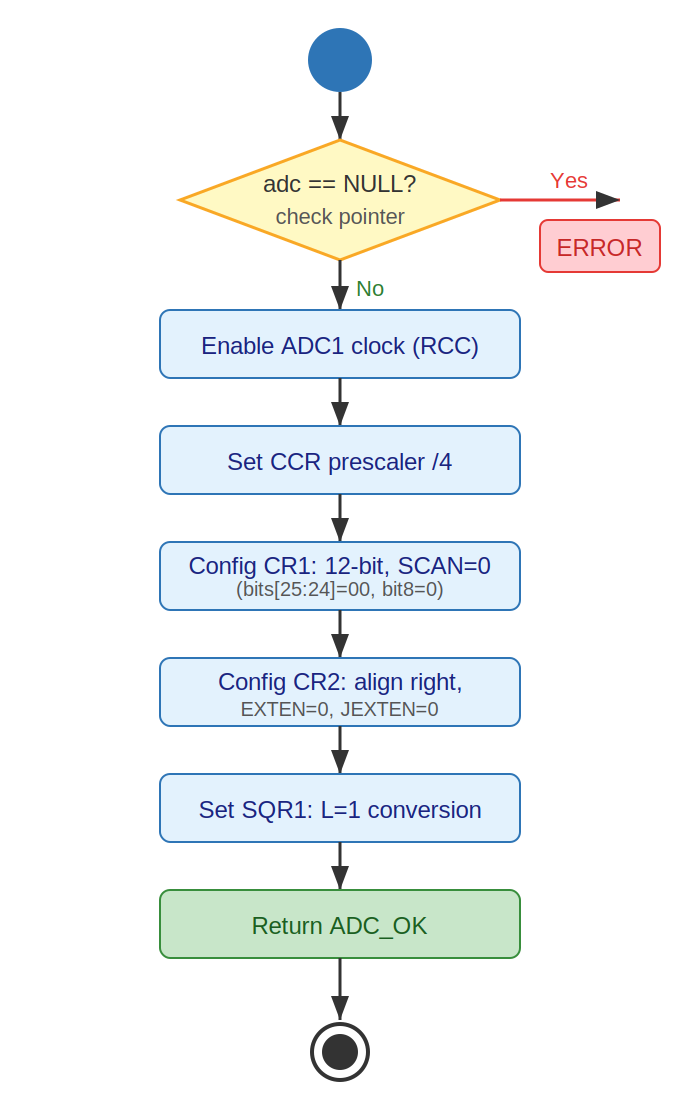 adc == NULL?
check pointer
Yes
ERROR
No
Enable ADC1 clock (RCC)
Set CCR prescaler /4
Config CR1: 12-bit, SCAN=0
(bits[25:24]=00, bit8=0)
Config CR2: align right,
EXTEN=0, JEXTEN=0
Set SQR1: L=1 conversion
Return ADC_OK